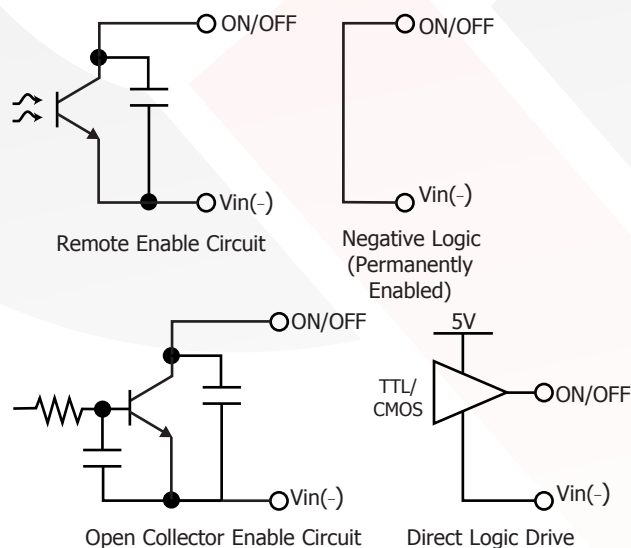 ON/OFF
Vin(-)
Remote Enable Circuit
ON/OFF
Vin(-)
Negative Logic
(Permanently
Enabled)
ON/OFF
Vin(-)
Open Collector Enable Circuit
5V
TTL/
CMOS
ON/OFF
Vin(-)
Direct Logic Drive